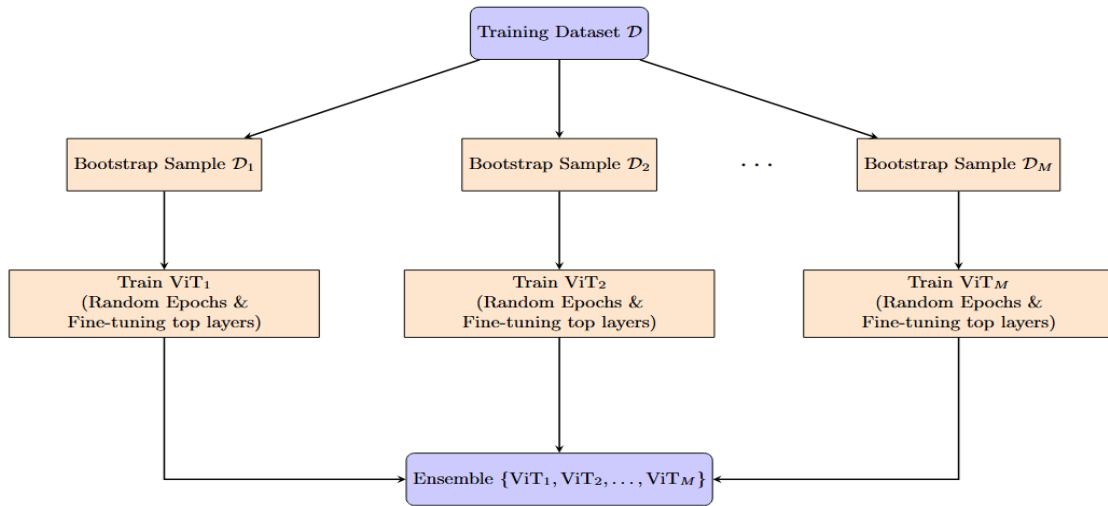 Training Dataset 𝒟
Bootstrap Sample 𝒟₁
Bootstrap Sample 𝒟₂
. . .
Bootstrap Sample 𝒟_M
Train ViT₁
(Random Epochs &
Fine-tuning top layers)
Train ViT₂
(Random Epochs &
Fine-tuning top layers)
Train ViT_M
(Random Epochs &
Fine-tuning top layers)
Ensemble {ViT₁, ViT₂, . . . , ViT_M}